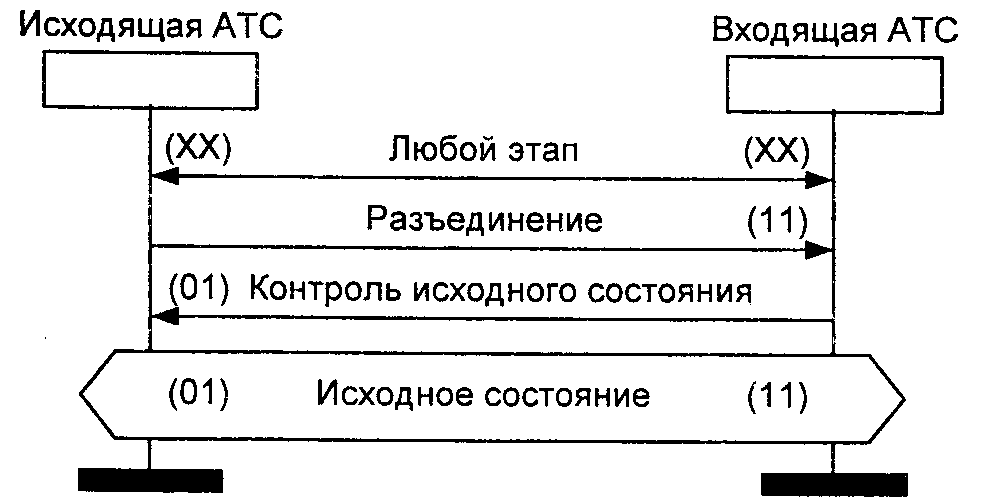 Исходящая АТС
Входящая АТС
(XX) Любой этап (XX)
Разъединение (11)
(01) Контроль исходного состояния
(01) Исходное состояние (11)